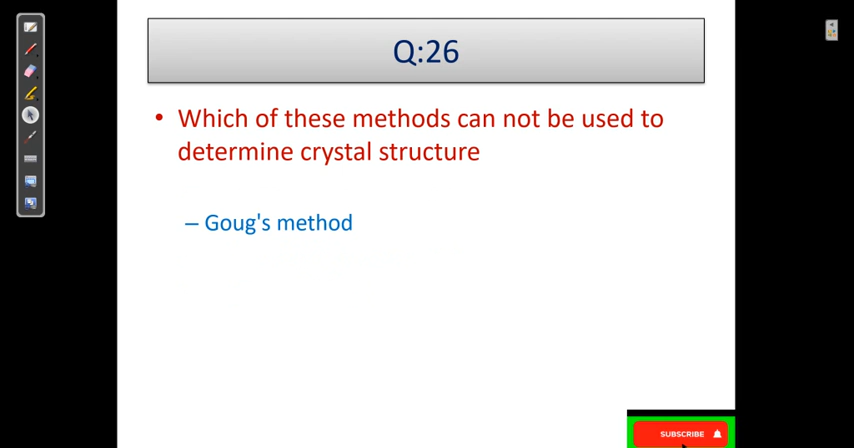 Q:26
• Which of these methods can not be used to
determine crystal structure
– Goug's method
SUBSCRIBE